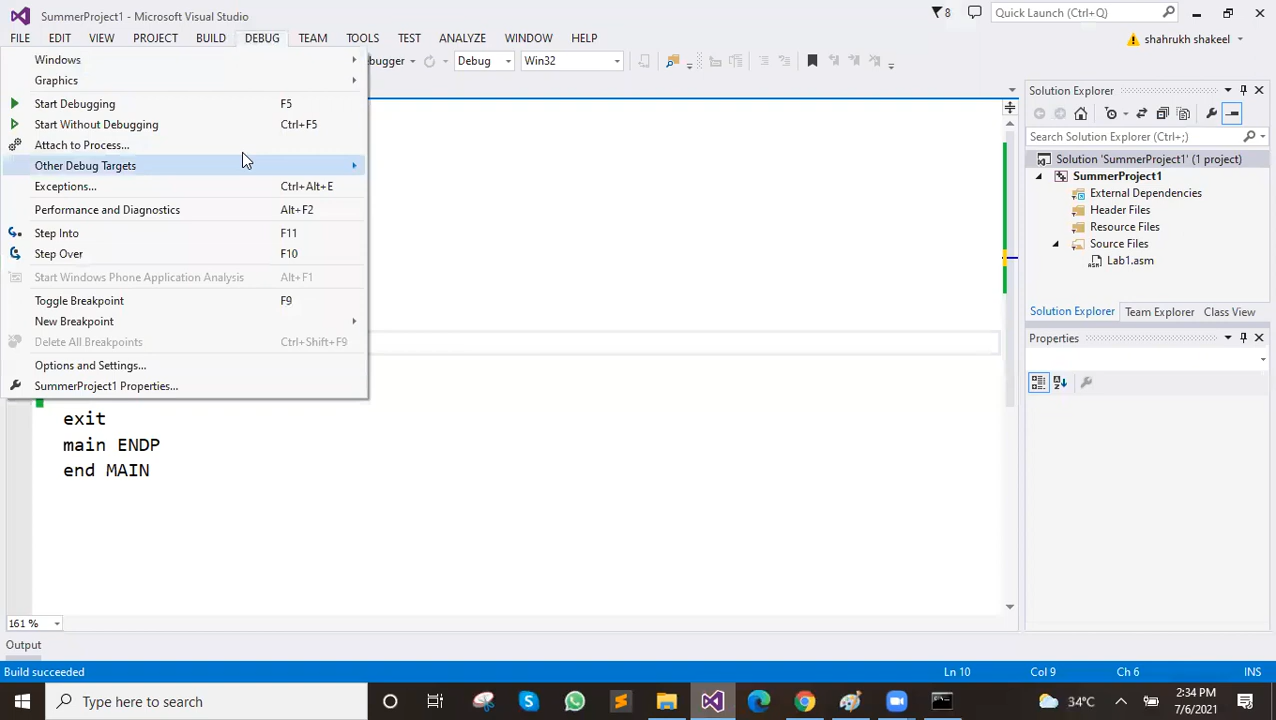 SummerProject1 - Microsoft Visual Studio
8
Quick Launch (Ctrl+Q)
FILE EDIT VIEW PROJECT BUILD DEBUG TEAM TOOLS TEST ANALYZE WINDOW HELP
shahrukh shakeel
Windows
bugger Debug Win32
Graphics
Start Debugging F5
Start Without Debugging Ctrl+F5
Attach to Process...
Other Debug Targets
Exceptions... Ctrl+Alt+E
Performance and Diagnostics Alt+F2
Step Into F11
Step Over F10
Start Windows Phone Application Analysis Alt+F1
Toggle Breakpoint F9
New Breakpoint
Delete All Breakpoints Ctrl+Shift+F9
Options and Settings...
SummerProject1 Properties...
exit
main ENDP
end MAIN
161 %
Output
Solution Explorer
Search Solution Explorer (Ctrl+;)
Solution 'SummerProject1' (1 project)
SummerProject1
External Dependencies
Header Files
Resource Files
Source Files
Lab1.asm
Solution Explorer Team Explorer Class View
Properties
Build succeeded Ln 10 Col 9 Ch 6 INS
Type here to search
34°C
2:34 PM
7/6/2021